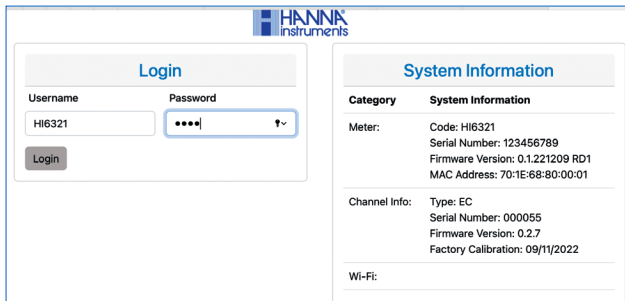 HANNA
instruments
Login
Username
Password
HI6321
••••
Login
System Information
Category
System Information
Meter:
Code: HI6321
Serial Number: 123456789
Firmware Version: 0.1.221209 RD1
MAC Address: 70:1E:68:80:00:01
Channel Info:
Type: EC
Serial Number: 000055
Firmware Version: 0.2.7
Factory Calibration: 09/11/2022
Wi-Fi: